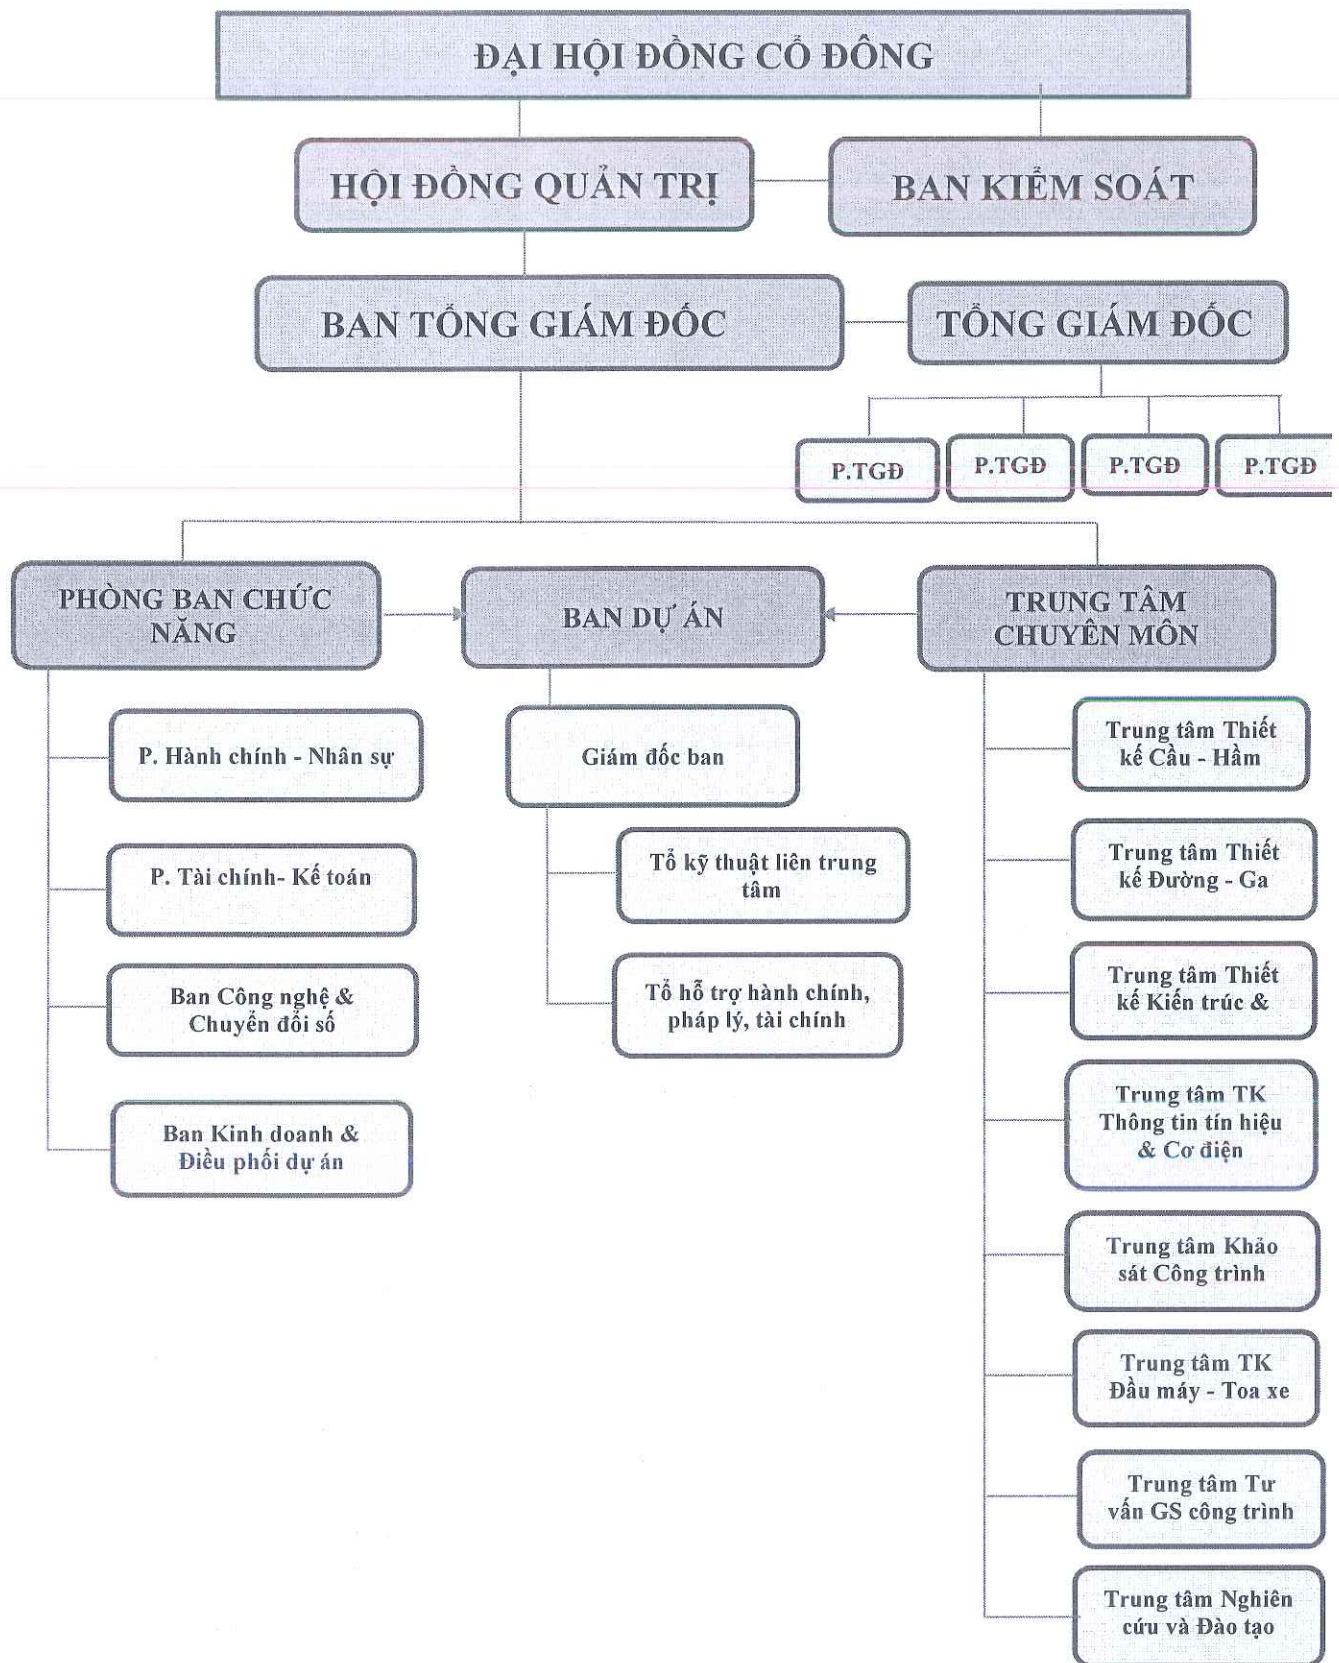 ĐẠI HỘI ĐỒNG CỔ ĐÔNG
HỘI ĐỒNG QUẢN TRỊ
BAN KIỂM SOÁT
BAN TỔNG GIÁM ĐỐC
TỔNG GIÁM ĐỐC
P.TGĐ
P.TGĐ
P.TGĐ
P.TGĐ
PHÒNG BAN CHỨC
NĂNG
BAN DỰ ÁN
TRUNG TÂM
CHUYÊN MÔN
P. Hành chính - Nhân sự
P. Tài chính- Kế toán
Ban Công nghệ &
Chuyển đổi số
Ban Kinh doanh &
Điều phối dự án
Giám đốc ban
Tổ kỹ thuật liên trung
tâm
Tổ hỗ trợ hành chính,
pháp lý, tài chính
Trung tâm Thiết
kế Cầu - Hầm
Trung tâm Thiết
kế Đường - Ga
Trung tâm Thiết
kế Kiến trúc &
Trung tâm TK
Thông tin tín hiệu
& Cơ điện
Trung tâm Khảo
sát Công trình
Trung tâm TK
Đầu máy - Toa xe
Trung tâm Tư
vấn GS công trình
Trung tâm Nghiên
cứu và Đào tạo